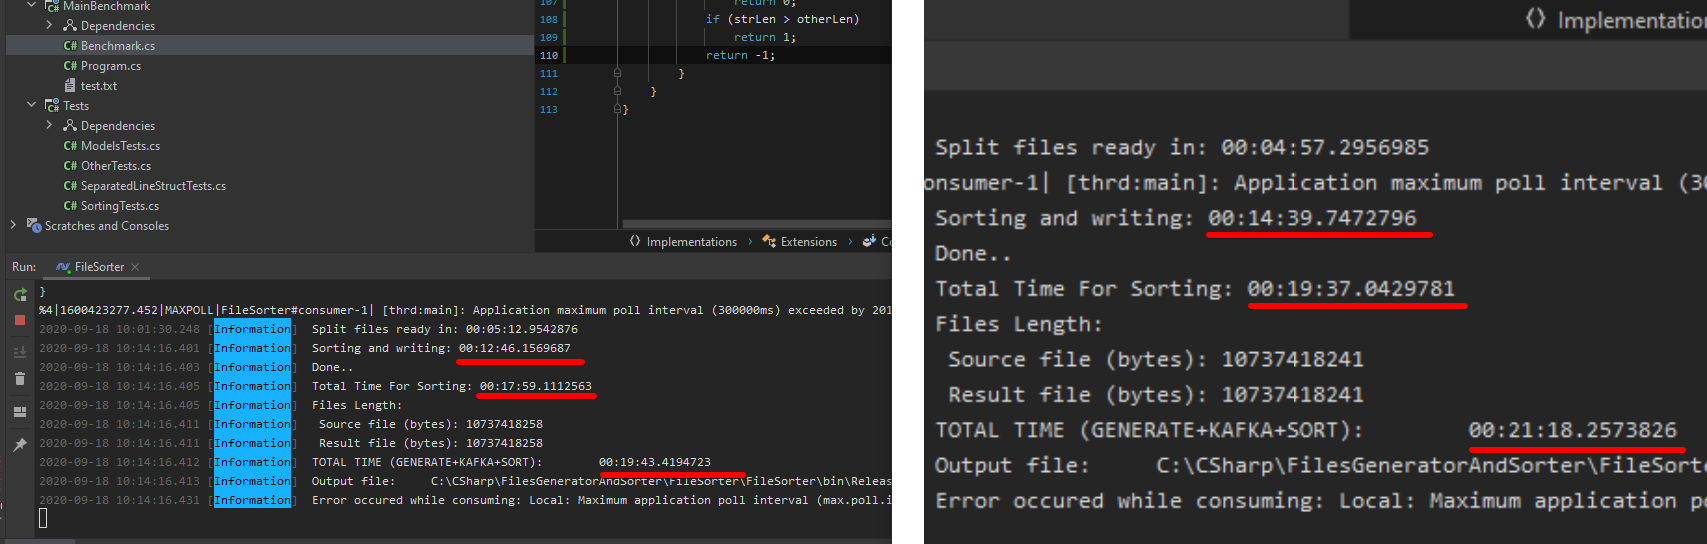 MainBenchmark
Dependencies
C# Benchmark.cs
C# Program.cs
test.txt
Tests
Dependencies
C# ModelsTests.cs
C# OtherTests.cs
C# SeparatedLineStructTests.cs
C# SortingTests.cs
Scratches and Consoles
107 return 0;
108 if (strLen > otherLen)
109 return 1;
110 return -1;
111 }
112 }
113 }
Implementations > Extensions >
Run: FileSorter
}
%4|1600423277.452|MAXPOLL|FileSorter#consumer-1| [thrd:main]: Application maximum poll interval (300000ms) exceeded by 201
2020-09-18 10:01:30.248 [Information] Split files ready in: 00:05:12.9542876
2020-09-18 10:14:16.401 [Information] Sorting and writing: 00:12:46.1569687
2020-09-18 10:14:16.403 [Information] Done..
2020-09-18 10:14:16.405 [Information] Total Time For Sorting: 00:17:59.1112563
2020-09-18 10:14:16.405 [Information] Files Length:
2020-09-18 10:14:16.411 [Information] Source file (bytes): 10737418258
2020-09-18 10:14:16.411 [Information] Result file (bytes): 10737418258
2020-09-18 10:14:16.412 [Information] TOTAL TIME (GENERATE+KAFKA+SORT): 00:19:43.4194723
2020-09-18 10:14:16.413 [Information] Output file: C:\CSharp\FilesGeneratorAndSorter\FileSorter\FileSorter\bin\Releas
2020-09-18 10:14:16.431 [Information] Error occured while consuming: Local: Maximum application poll interval (max.poll.i
Implementatio
Split files ready in: 00:04:57.2956985
onsumer-1| [thrd:main]: Application maximum poll interval (30
Sorting and writing: 00:14:39.7472796
Done..
Total Time For Sorting: 00:19:37.0429781
Files Length:
Source file (bytes): 10737418241
Result file (bytes): 10737418241
TOTAL TIME (GENERATE+KAFKA+SORT): 00:21:18.2573826
Output file: C:\CSharp\FilesGeneratorAndSorter\FileSorte
Error occured while consuming: Local: Maximum application po